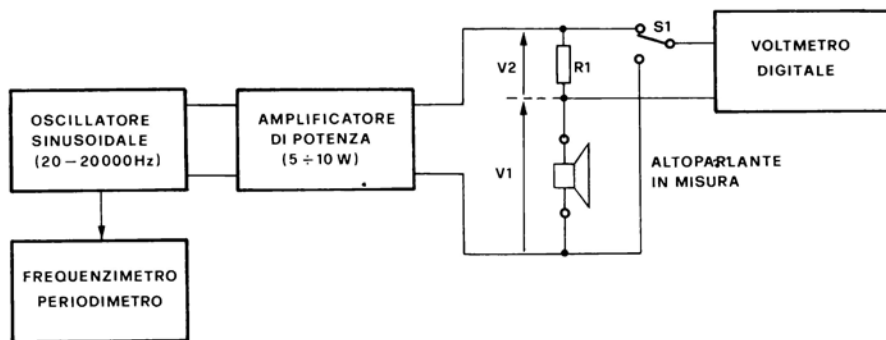 OSCILLATORE
SINUSOIDALE
(20 – 20000Hz)
AMPLIFICATORE
DI POTENZA
(5 ÷ 10 W)
FREQUENZIMETRO
PERIODIMETRO
V2
R1
S1
V1
ALTOPARLANTE
IN MISURA
VOLTMETRO
DIGITALE